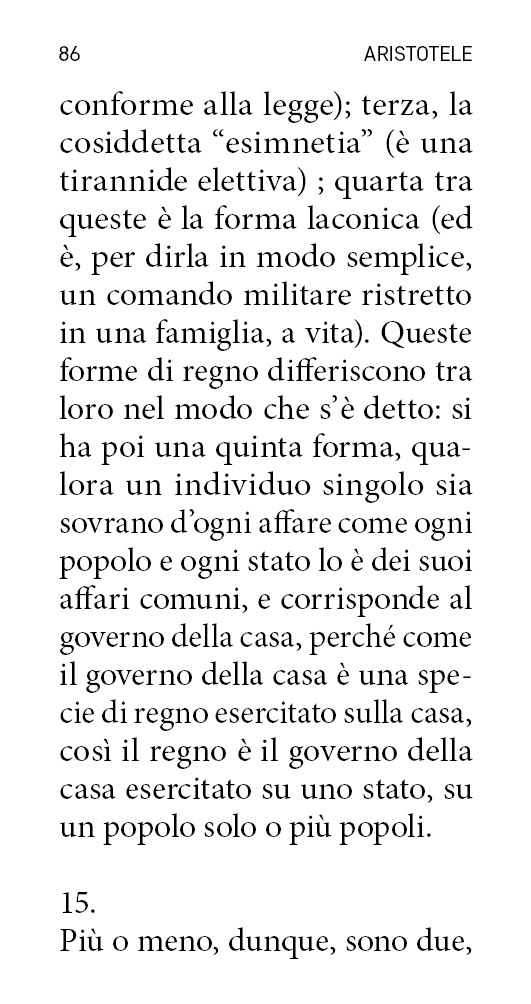 86 ARISTOTELE
conforme alla legge); terza, la
cosiddetta “esimnetia” (è una
tirannide elettiva) ; quarta tra
queste è la forma laconica (ed
è, per dirla in modo semplice,
un comando militare ristretto
in una famiglia, a vita). Queste
forme di regno differiscono tra
loro nel modo che s’è detto: si
ha poi una quinta forma, qua-
lora un individuo singolo sia
sovrano d’ogni affare come ogni
popolo e ogni stato lo è dei suoi
affari comuni, e corrisponde al
governo della casa, perché come
il governo della casa è una spe-
cie di regno esercitato sulla casa,
così il regno è il governo della
casa esercitato su uno stato, su
un popolo solo o più popoli.
15.
Più o meno, dunque, sono due,